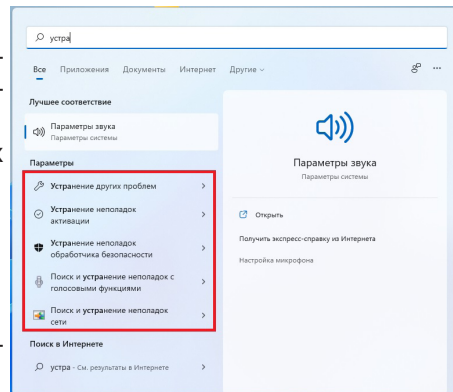 устра
Все Приложения Документы Интернет Другие
Лучшее соответствие
Параметры звука
Параметры системы
Параметры
Устранение других проблем
Устранение неполадок
активации
Устранение неполадок
обработчика безопасности
Поиск и устранение неполадок с
голосовыми функциями
Поиск и устранение неполадок
сети
Поиск в Интернете
устра - См. результаты в Интернете
Параметры звука
Параметры системы
Открыть
Получить экспресс-справку из Интернета
Настройка микрофона